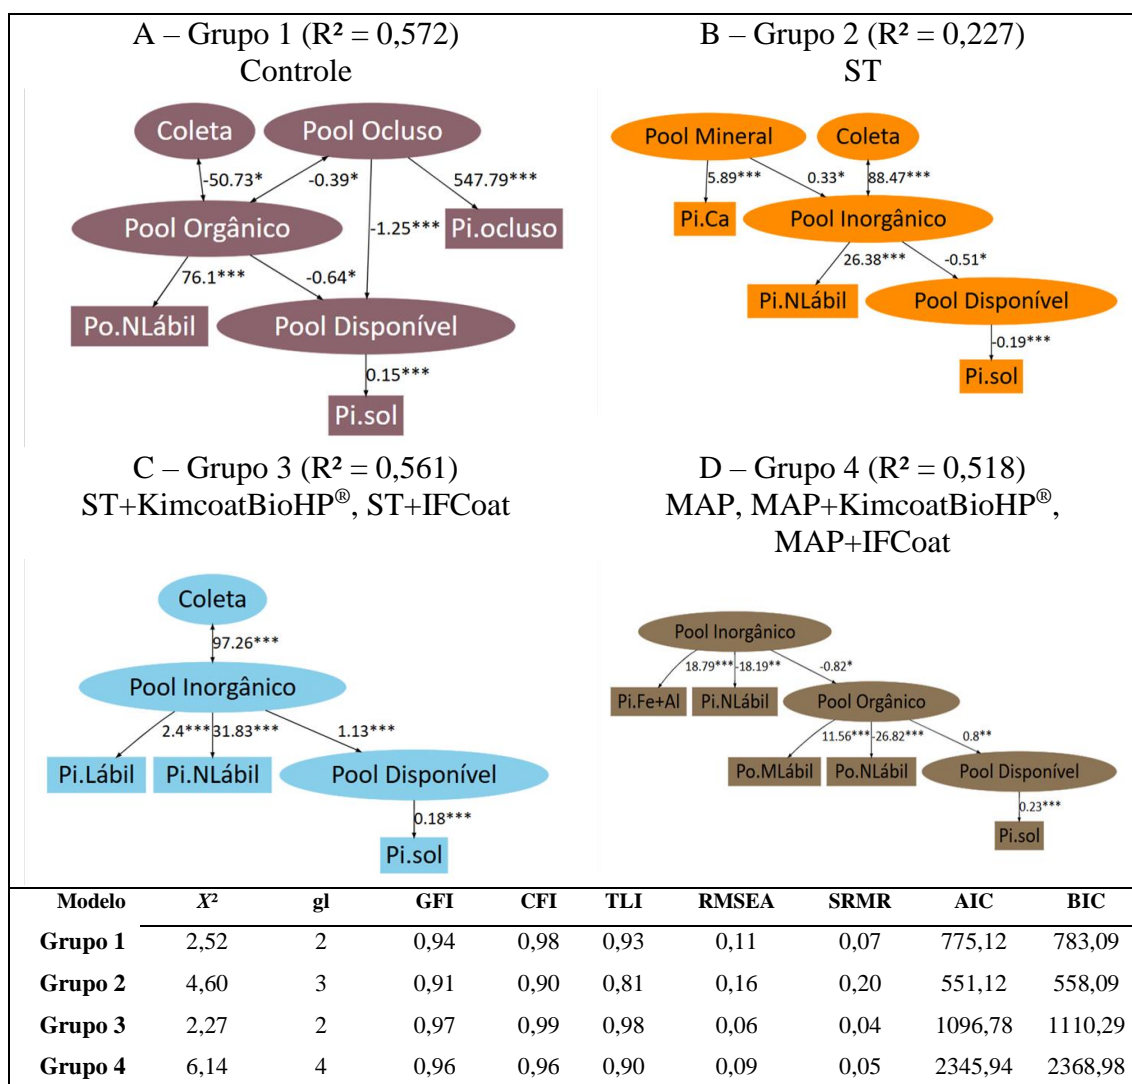 A – Grupo 1 (R² = 0,572)
Controle
Coleta
Pool Ocluso
-50.73*
-0.39*
547.79***
Pool Orgânico
-1.25***
Pi.ocluso
76.1***
-0.64*
Po.NLábil
Pool Disponível
0.15***
Pi.sol
B – Grupo 2 (R² = 0,227)
ST
Pool Mineral
Coleta
5.89***
0.33*
88.47***
Pi.Ca
Pool Inorgânico
26.38***
-0.51*
Pi.NLábil
Pool Disponível
-0.19***
Pi.sol
C – Grupo 3 (R² = 0,561)
ST+KimcoatBioHP®, ST+IFCoat
Coleta
97.26***
Pool Inorgânico
2.4***
31.83***
1.13***
Pi.Lábil
Pi.NLábil
Pool Disponível
0.18***
Pi.sol
D – Grupo 4 (R² = 0,518)
MAP, MAP+KimcoatBioHP®,
MAP+IFCoat
Pool Inorgânico
18.79***
-18.19**
-0.82*
Pi.Fe+Al
Pi.NLábil
Pool Orgânico
11.56***
-26.82***
0.8**
Po.MLábil
Po.NLábil
Pool Disponível
0.23***
Pi.sol
Modelo X² gl GFI CFI TLI RMSEA SRMR AIC BIC
Grupo 1 2,52 2 0,94 0,98 0,93 0,11 0,07 775,12 783,09
Grupo 2 4,60 3 0,91 0,90 0,81 0,16 0,20 551,12 558,09
Grupo 3 2,27 2 0,97 0,99 0,98 0,06 0,04 1096,78 1110,29
Grupo 4 6,14 4 0,96 0,96 0,90 0,09 0,05 2345,94 2368,98